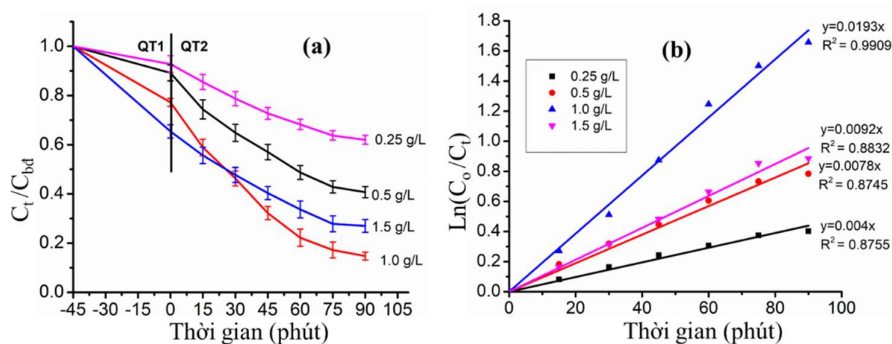 (a)
QT1 QT2
C_t/C_bd
1.0
0.8
0.6
0.4
0.2
0.0
0.25 g/L
0.5 g/L
1.5 g/L
1.0 g/L
-45 -30 -15 0 15 30 45 60 75 90 105
Thời gian (phút)
(b)
Ln(C_o/C_t)
1.8
1.6
1.4
1.2
1.0
0.8
0.6
0.4
0.2
0.0
0.25 g/L
0.5 g/L
1.0 g/L
1.5 g/L
y=0.0193x
R² = 0.9909
y=0.0092x
R² = 0.8832
y=0.0078x
R² = 0.8745
y=0.004x
R² = 0.8755
0 20 40 60 80 100
Thời gian (phút)